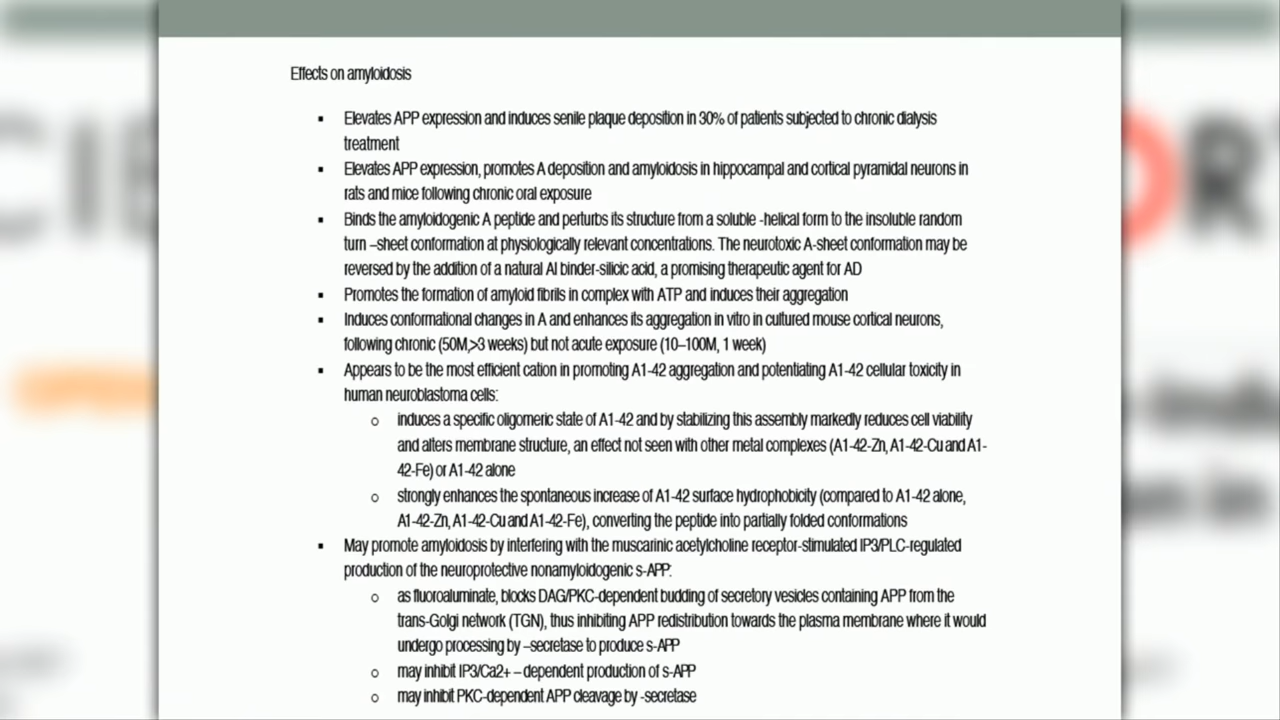 Effects on amyloidosis
▪ Elevates APP expression and induces senile plaque deposition in 30% of patients subjected to chronic dialysis
treatment
▪ Elevates APP expression, promotes A deposition and amyloidosis in hippocampal and cortical pyramidal neurons in
rats and mice following chronic oral exposure
▪ Binds the amyloidogenic A peptide and perturbs its structure from a soluble -helical form to the insoluble random
turn –sheet conformation at physiologically relevant concentrations. The neurotoxic A-sheet conformation may be
reversed by the addition of a natural Al binder-silicic acid, a promising therapeutic agent for AD
▪ Promotes the formation of amyloid fibrils in complex with ATP and induces their aggregation
▪ Induces conformational changes in A and enhances its aggregation in vitro in cultured mouse cortical neurons,
following chronic (50M,>3 weeks) but not acute exposure (10–100M, 1 week)
▪ Appears to be the most efficient cation in promoting A1-42 aggregation and potentiating A1-42 cellular toxicity in
human neuroblastoma cells:
o induces a specific oligomeric state of A1-42 and by stabilizing this assembly markedly reduces cell viability
and alters membrane structure, an effect not seen with other metal complexes (A1-42-Zn, A1-42-Cu and A1-
42-Fe) or A1-42 alone
o strongly enhances the spontaneous increase of A1-42 surface hydrophobicity (compared to A1-42 alone,
A1-42-Zn, A1-42-Cu and A1-42-Fe), converting the peptide into partially folded conformations
▪ May promote amyloidosis by interfering with the muscarinic acetylcholine receptor-stimulated IP3/PLC-regulated
production of the neuroprotective nonamyloidogenic s-APP:
o as fluoroaluminate, blocks DAG/PKC-dependent budding of secretory vesicles containing APP from the
trans-Golgi network (TGN), thus inhibiting APP redistribution towards the plasma membrane where it would
undergo processing by –secretase to produce s-APP
o may inhibit IP3/Ca2+ – dependent production of s-APP
o may inhibit PKC-dependent APP cleavage by -secretase